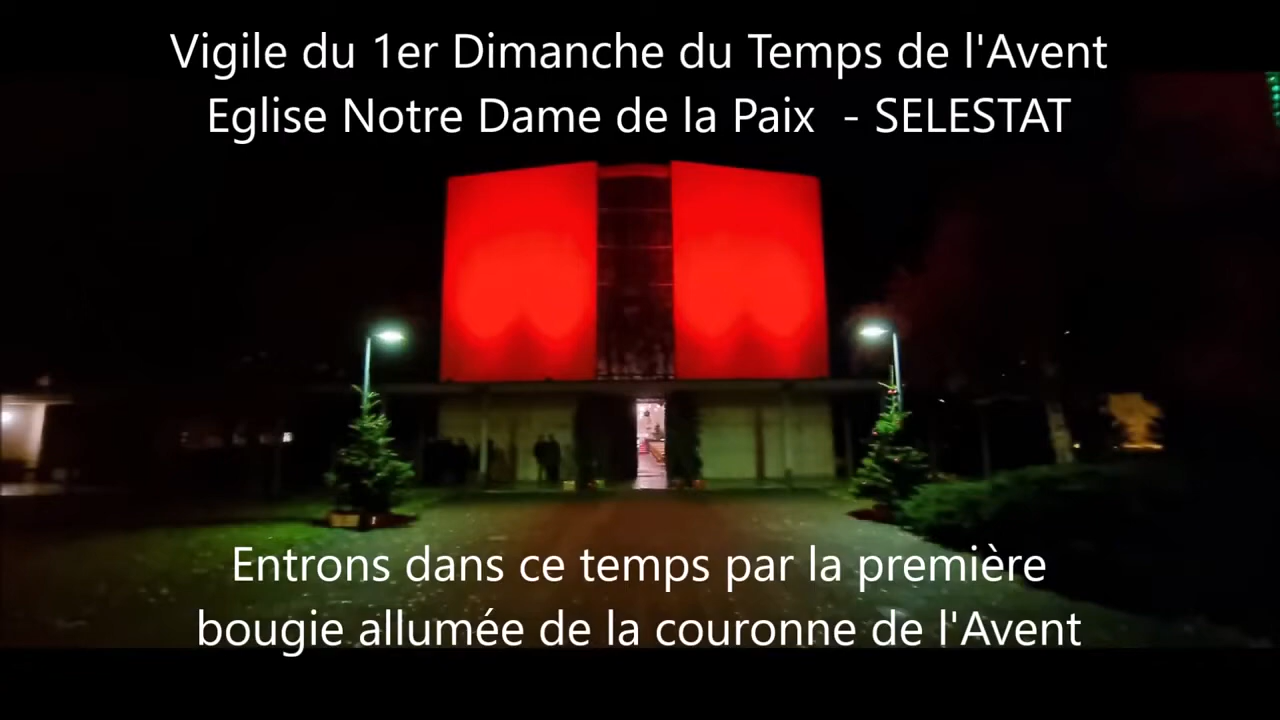 Vigile du 1er Dimanche du Temps de l'Avent
Eglise Notre Dame de la Paix - SELESTAT
Entrons dans ce temps par la première
bougie allumée de la couronne de l'Avent